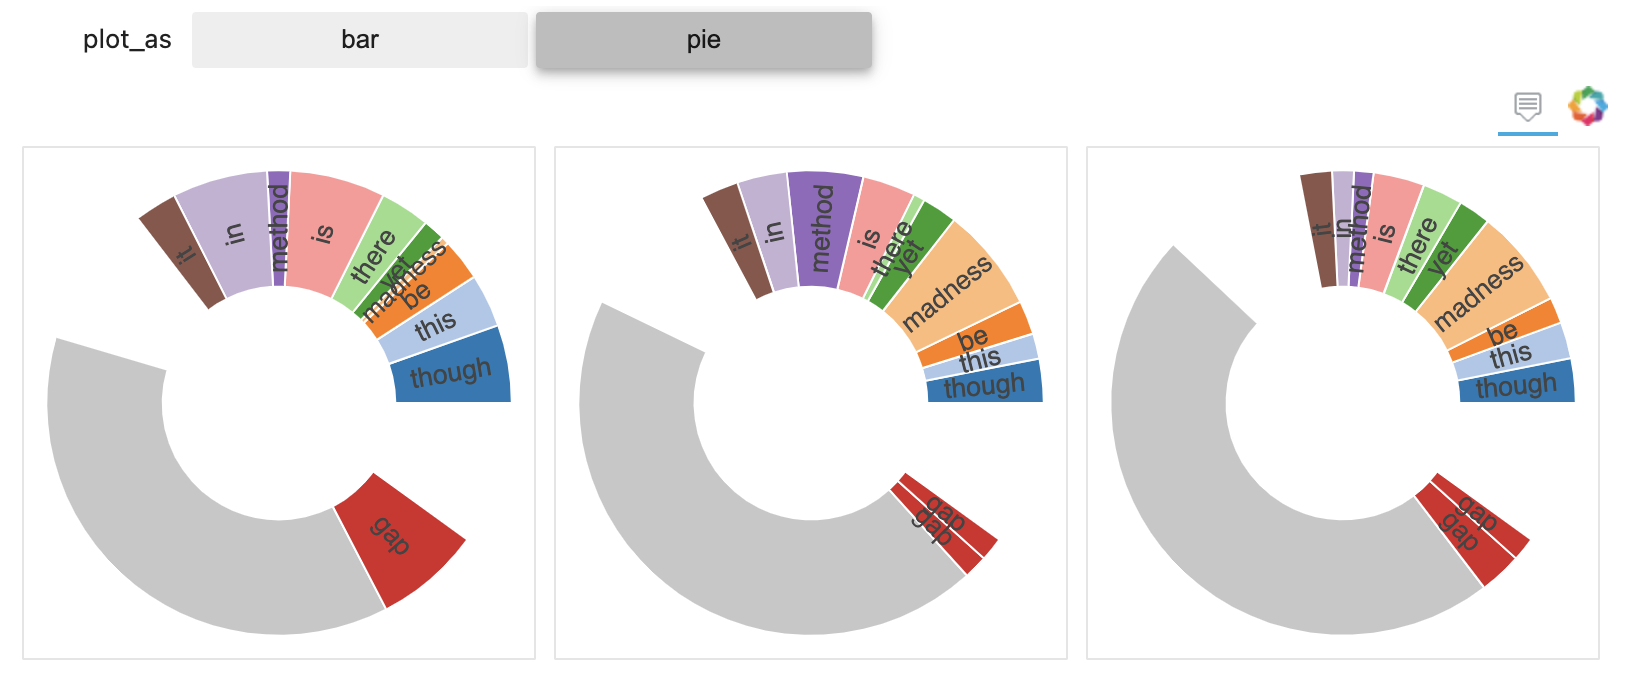 plot_as bar pie
it in method is there yet madness be this though gap
it in method is there yet madness be this though gap gap
it in method is there yet madness be this though gap gap